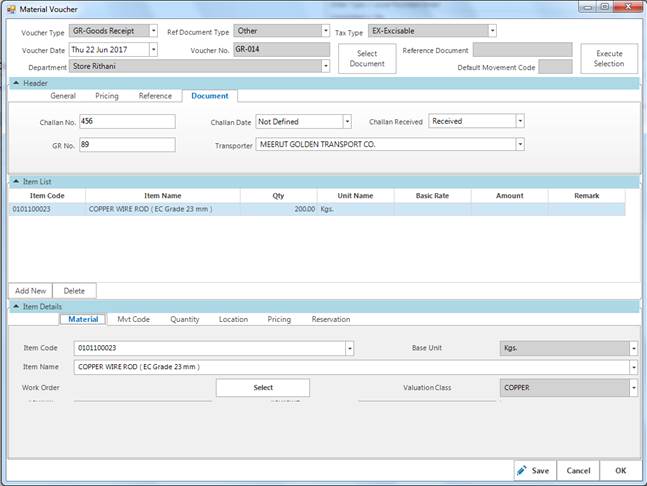 Material Voucher
Voucher Type GR-Goods Receipt Ref Document Type Other Tax Type EX-Excisable
Voucher Date Thu 22 Jun 2017 Voucher No. GR-014 Select Document Reference Document Execute Selection
Department Store Rithani Default Movement Code
Header
General Pricing Reference Document
Challan No. 456 Challan Date Not Defined Challan Received Received
GR No. 89 Transporter MEERUT GOLDEN TRANSPORT CO.
Item List
Item Code Item Name Qty Unit Name Basic Rate Amount Remark
0101100023 COPPER WIRE ROD ( EC Grade 23 mm ) 200.00 Kgs.
Add New Delete
Item Details
Material Mvt Code Quantity Location Pricing Reservation
Item Code 0101100023 Base Unit Kgs.
Item Name COPPER WIRE ROD ( EC Grade 23 mm )
Work Order Select Valuation Class COPPER
Save Cancel OK